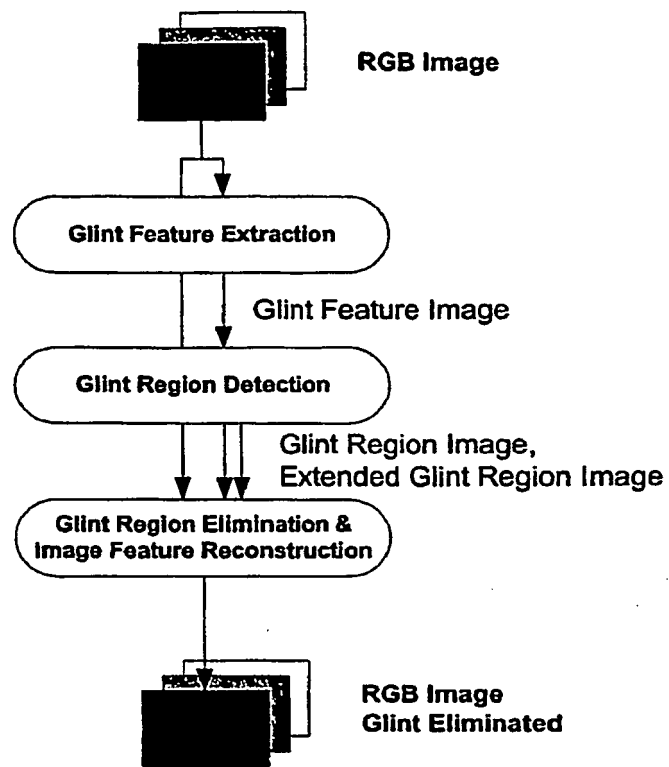 RGB Image
Glint Feature Extraction
Glint Feature Image
Glint Region Detection
Glint Region Image,
Extended Glint Region Image
Glint Region Elimination &
Image Feature Reconstruction
RGB Image
Glint Eliminated